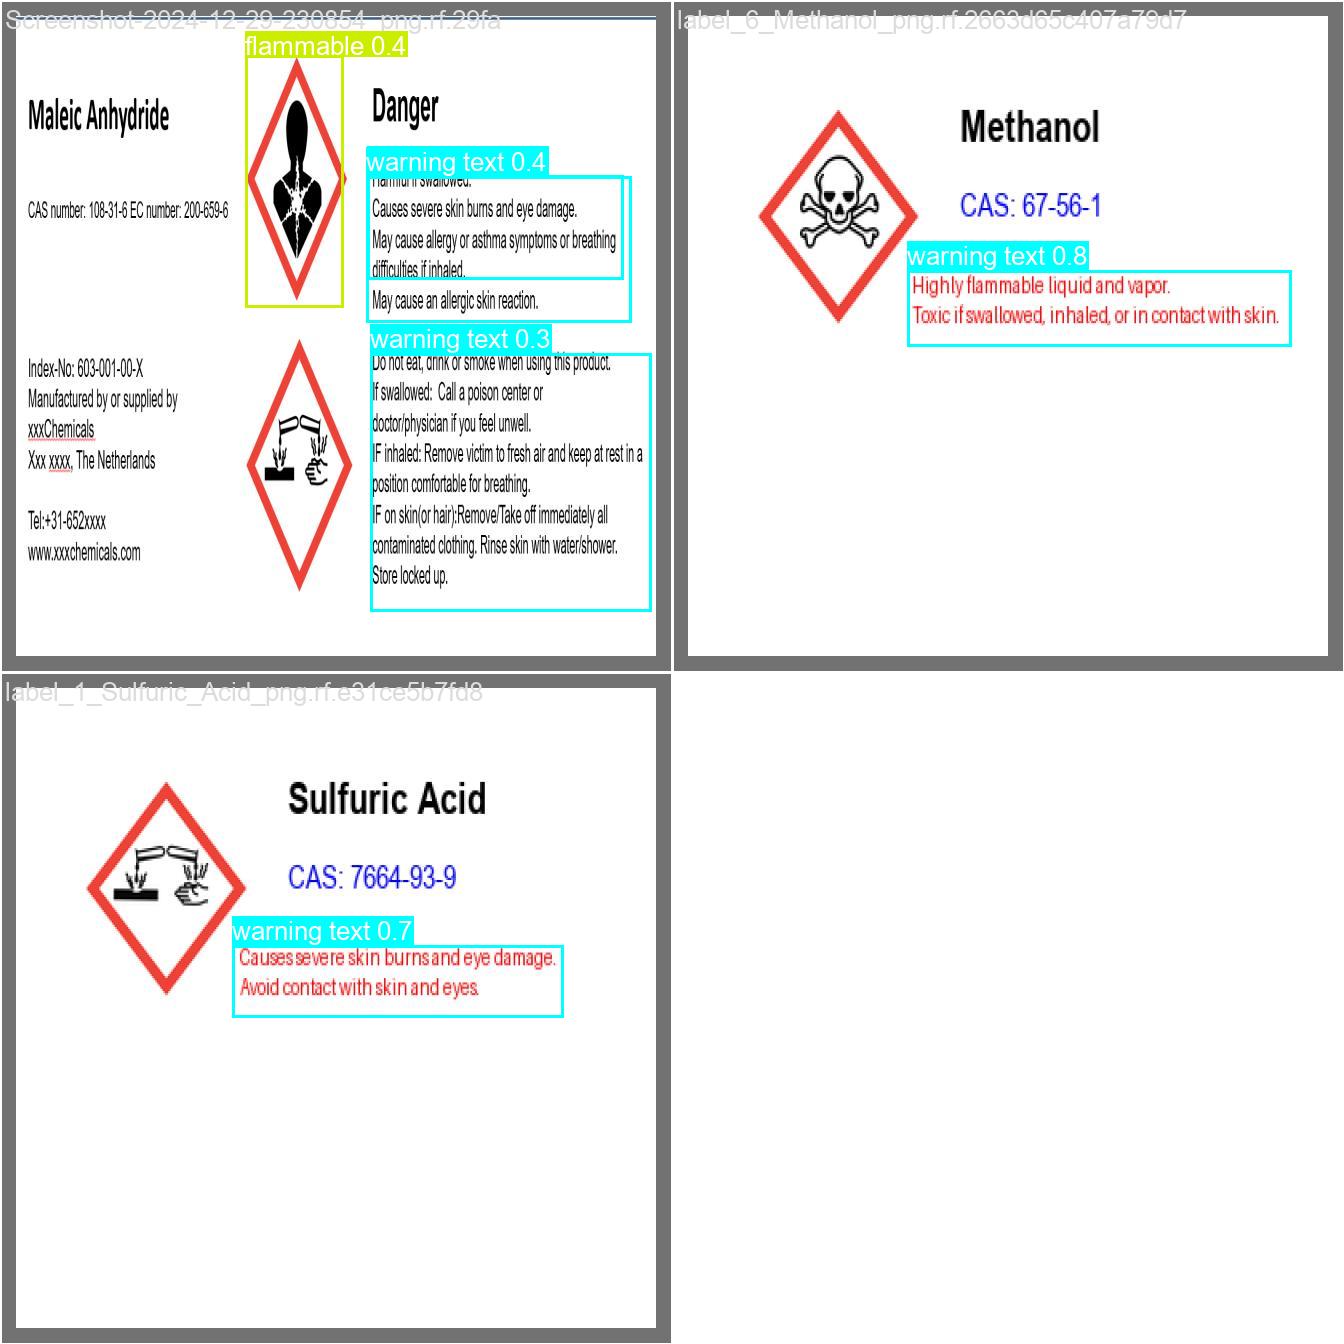 Screenshot-2024-12-29-230854_png.rf.29fa
flammable 0.4
Maleic Anhydride
CAS number: 108-31-6 EC number: 200-659-6
Danger
warning text 0.4
Harmful if swallowed.
Causes severe skin burns and eye damage.
May cause allergy or asthma symptoms or breathing
difficulties if inhaled.
May cause an allergic skin reaction.
warning text 0.3
Do not eat, drink or smoke when using this product.
If swallowed: Call a poison center or
doctor/physician if you feel unwell.
IF inhaled: Remove victim to fresh air and keep at rest in a
position comfortable for breathing.
IF on skin(or hair):Remove/Take off immediately all
contaminated clothing. Rinse skin with water/shower.
Store locked up.
Index-No: 603-001-00-X
Manufactured by or supplied by
xxxChemicals
Xxx xxxx, The Netherlands
Tel:+31-652xxxx
www.xxxchemicals.com
label_6_Methanol_png.rf.2663d65c407a79d7
Methanol
CAS: 67-56-1
warning text 0.8
Highly flammable liquid and vapor.
Toxic if swallowed, inhaled, or in contact with skin.
label_1_Sulfuric_Acid_png.rf.e31ce5b7fd8
Sulfuric Acid
CAS: 7664-93-9
warning text 0.7
Causes severe skin burns and eye damage.
Avoid contact with skin and eyes.